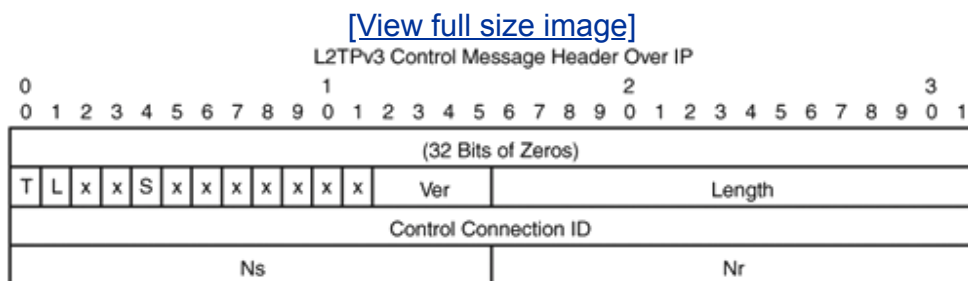 [View full size image]
L2TPv3 Control Message Header Over IP
0 1 2 3
0 1 2 3 4 5 6 7 8 9 0 1 2 3 4 5 6 7 8 9 0 1 2 3 4 5 6 7 8 9 0 1
(32 Bits of Zeros)
T L x x S x x x x x x x Ver Length
Control Connection ID
Ns Nr